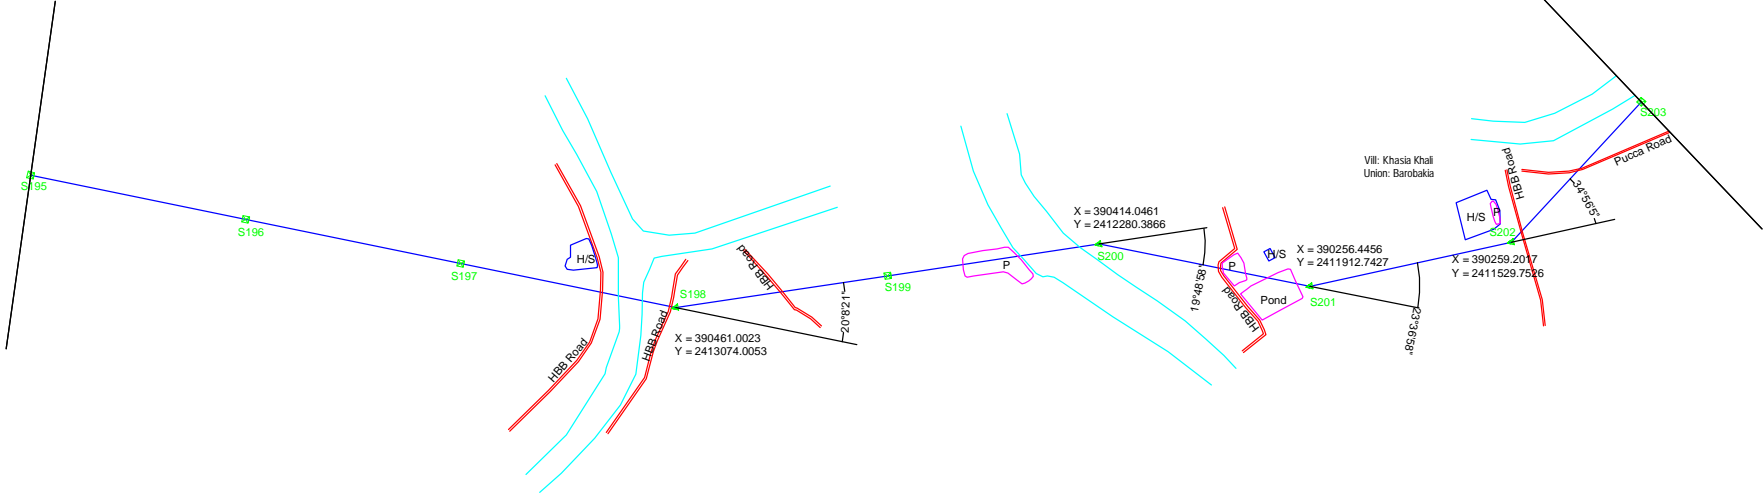 S195
S196
S197
H/S
HBB Road
HBB Road
S198
X = 390461.0023
Y = 2413074.0053
HBB Road
20°8'21"
S199
P
X = 390414.0461
Y = 2412280.3866
S200
19°48'58"
P
H/S
HBB Road
Pond
X = 390256.4456
Y = 2411912.7427
S201
23°36'58"
Vill: Khasia Khali
Union: Barobakia
H/S
P
S202
X = 390259.2017
Y = 2411529.7526
HBB Road
34°56'5"
Pucca Road
S203